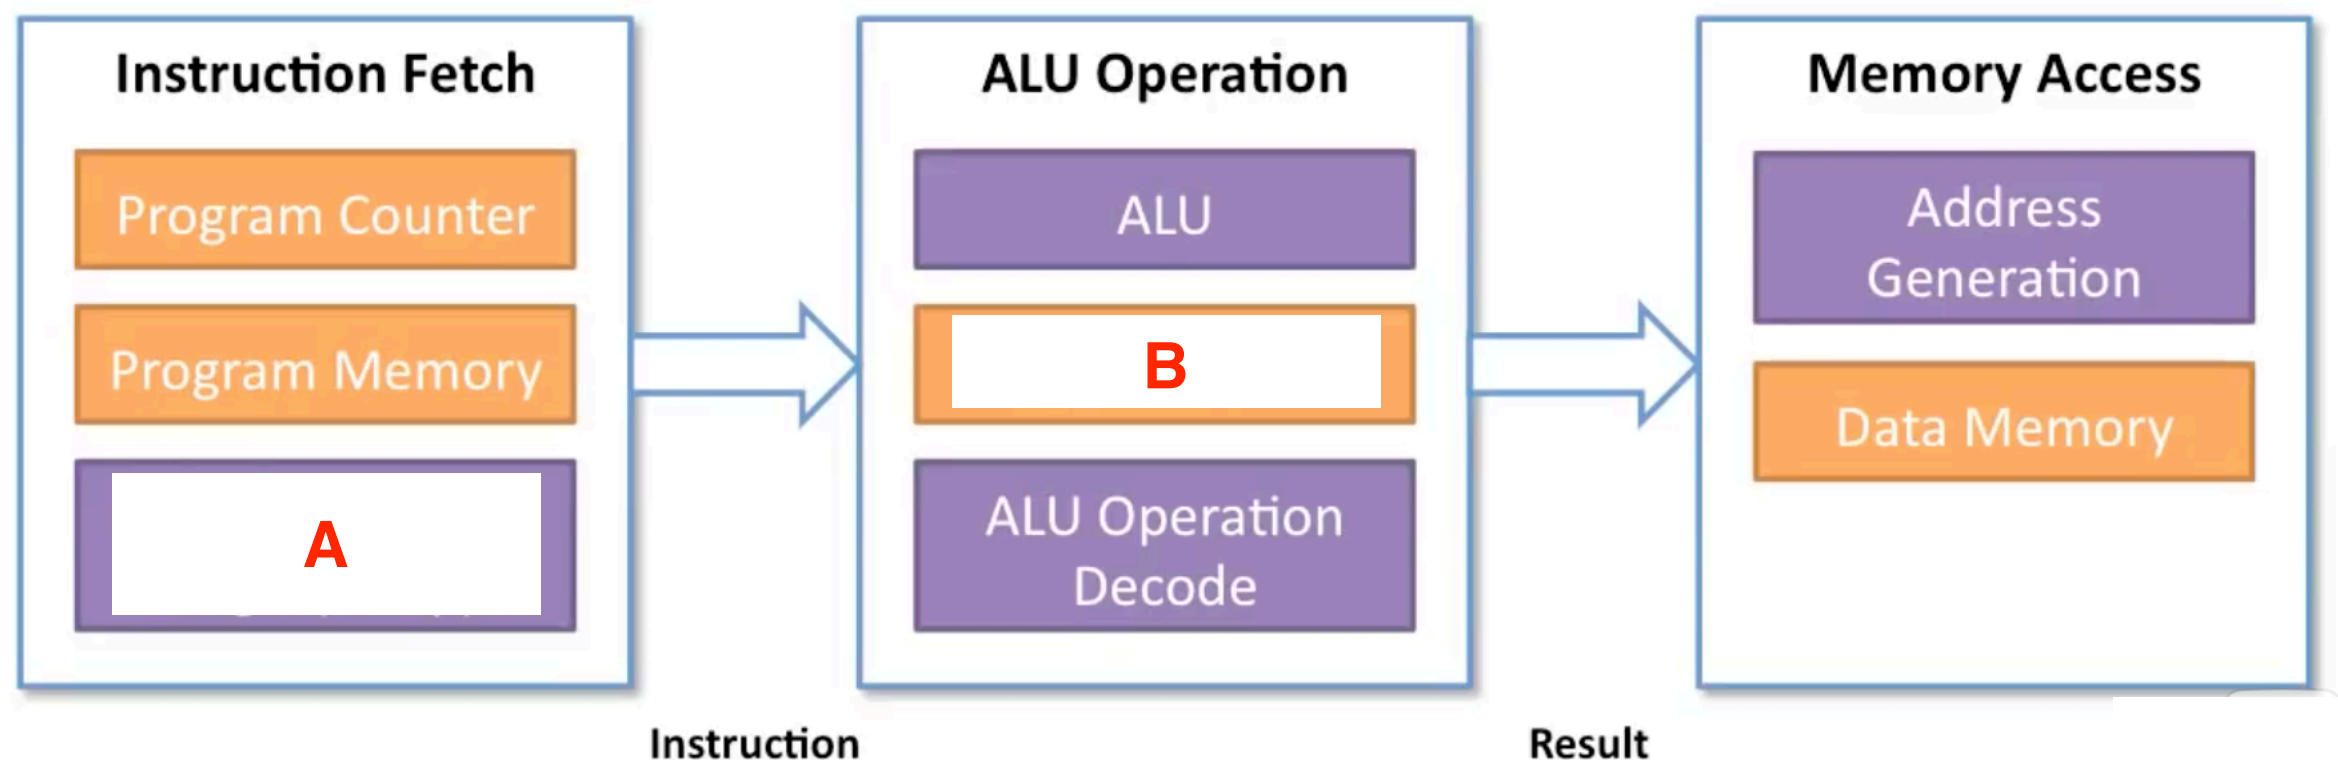 Instruction Fetch
Program Counter
Program Memory
A
ALU Operation
ALU
B
ALU Operation
Decode
Memory Access
Address
Generation
Data Memory
Instruction
Result